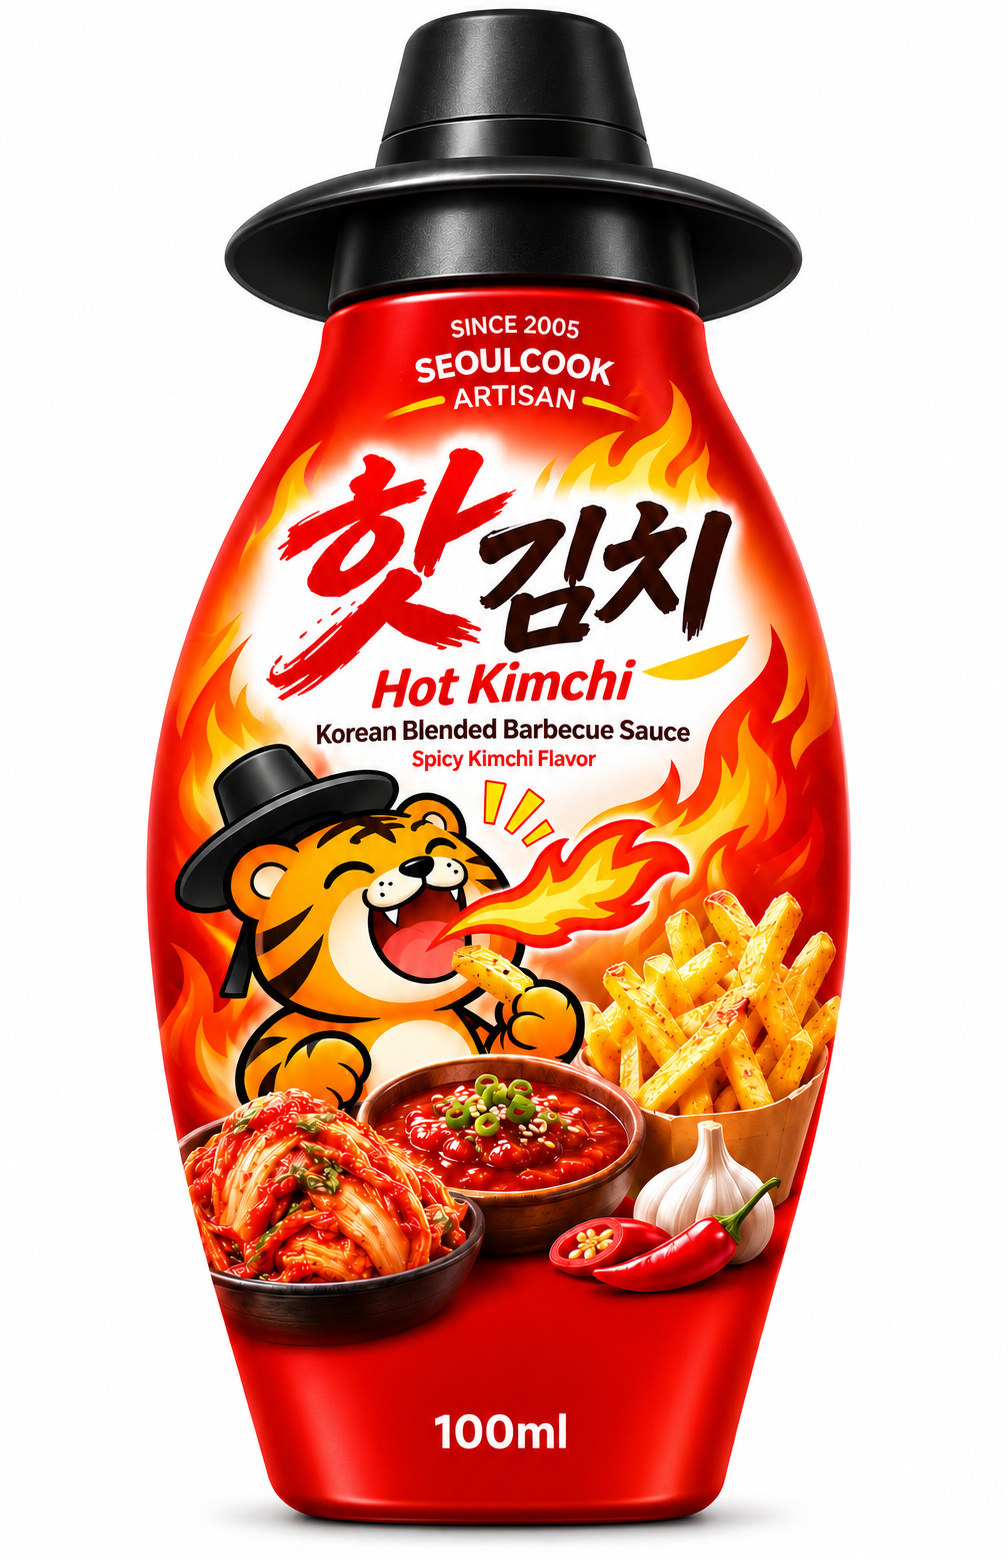 SINCE 2005
SEOULCOOK
ARTISAN
핫김치
Hot Kimchi
Korean Blended Barbecue Sauce
Spicy Kimchi Flavor
100ml